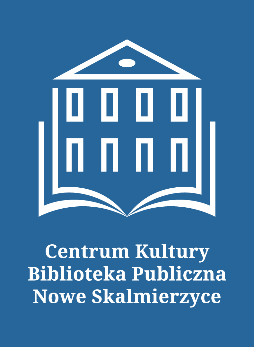 Centrum Kultury
Biblioteka Publiczna
Nowe Skalmierzyce